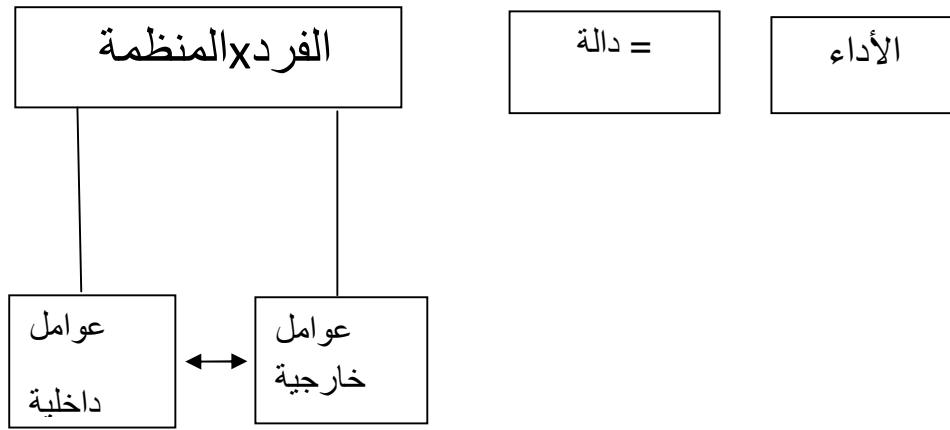 الأداء
= دالة
الفردxالمنظمة
عوامل
خارجية
عوامل
داخلية